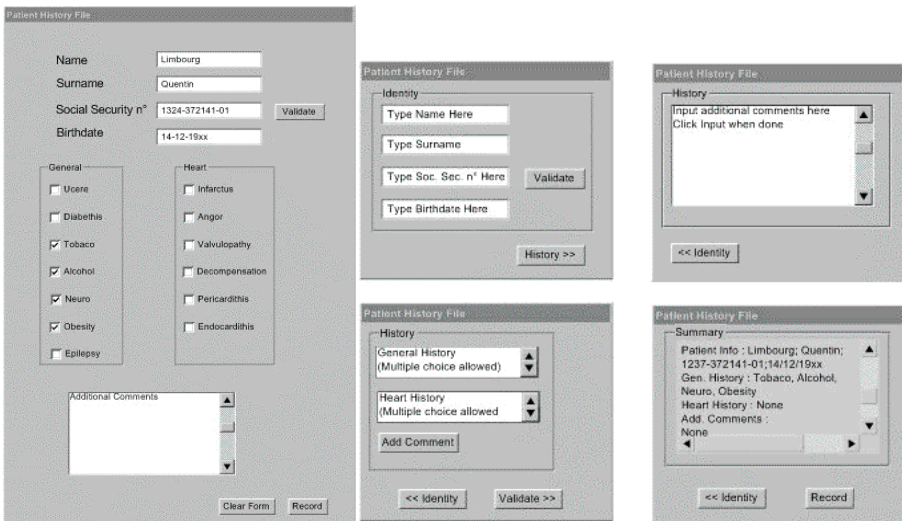 Patient History File
Name Limbourg
Surname Quentin
Social Security n° 1324-372141-01 Validate
Birthdate 14-12-19xx
General
Ucere
Diabethis
Tobaco
Alcohol
Neuro
Obesity
Epilepsy
Heart
Infarctus
Angor
Valvulopathy
Decompensation
Pericardithis
Endocardithis
Additional Comments
Clear Form Record
Patient History File
Identity
Type Name Here
Type Surname
Type Soc. Sec. n° Here Validate
Type Birthdate Here
History >>
Patient History File
History
Input additional comments here
Click Input when done
<< Identity
Patient History File
History
General History
(Multiple choice allowed)
Heart History
(Multiple choice allowed
Add Comment
<< Identity Validate >>
Patient History File
Summary
Patient Info : Limbourg; Quentin;
1237-372141-01;14/12/19xx
Gen. History : Tobaco, Alcohol,
Neuro, Obesity
Heart History : None
Add. Comments :
None
<< Identity Record